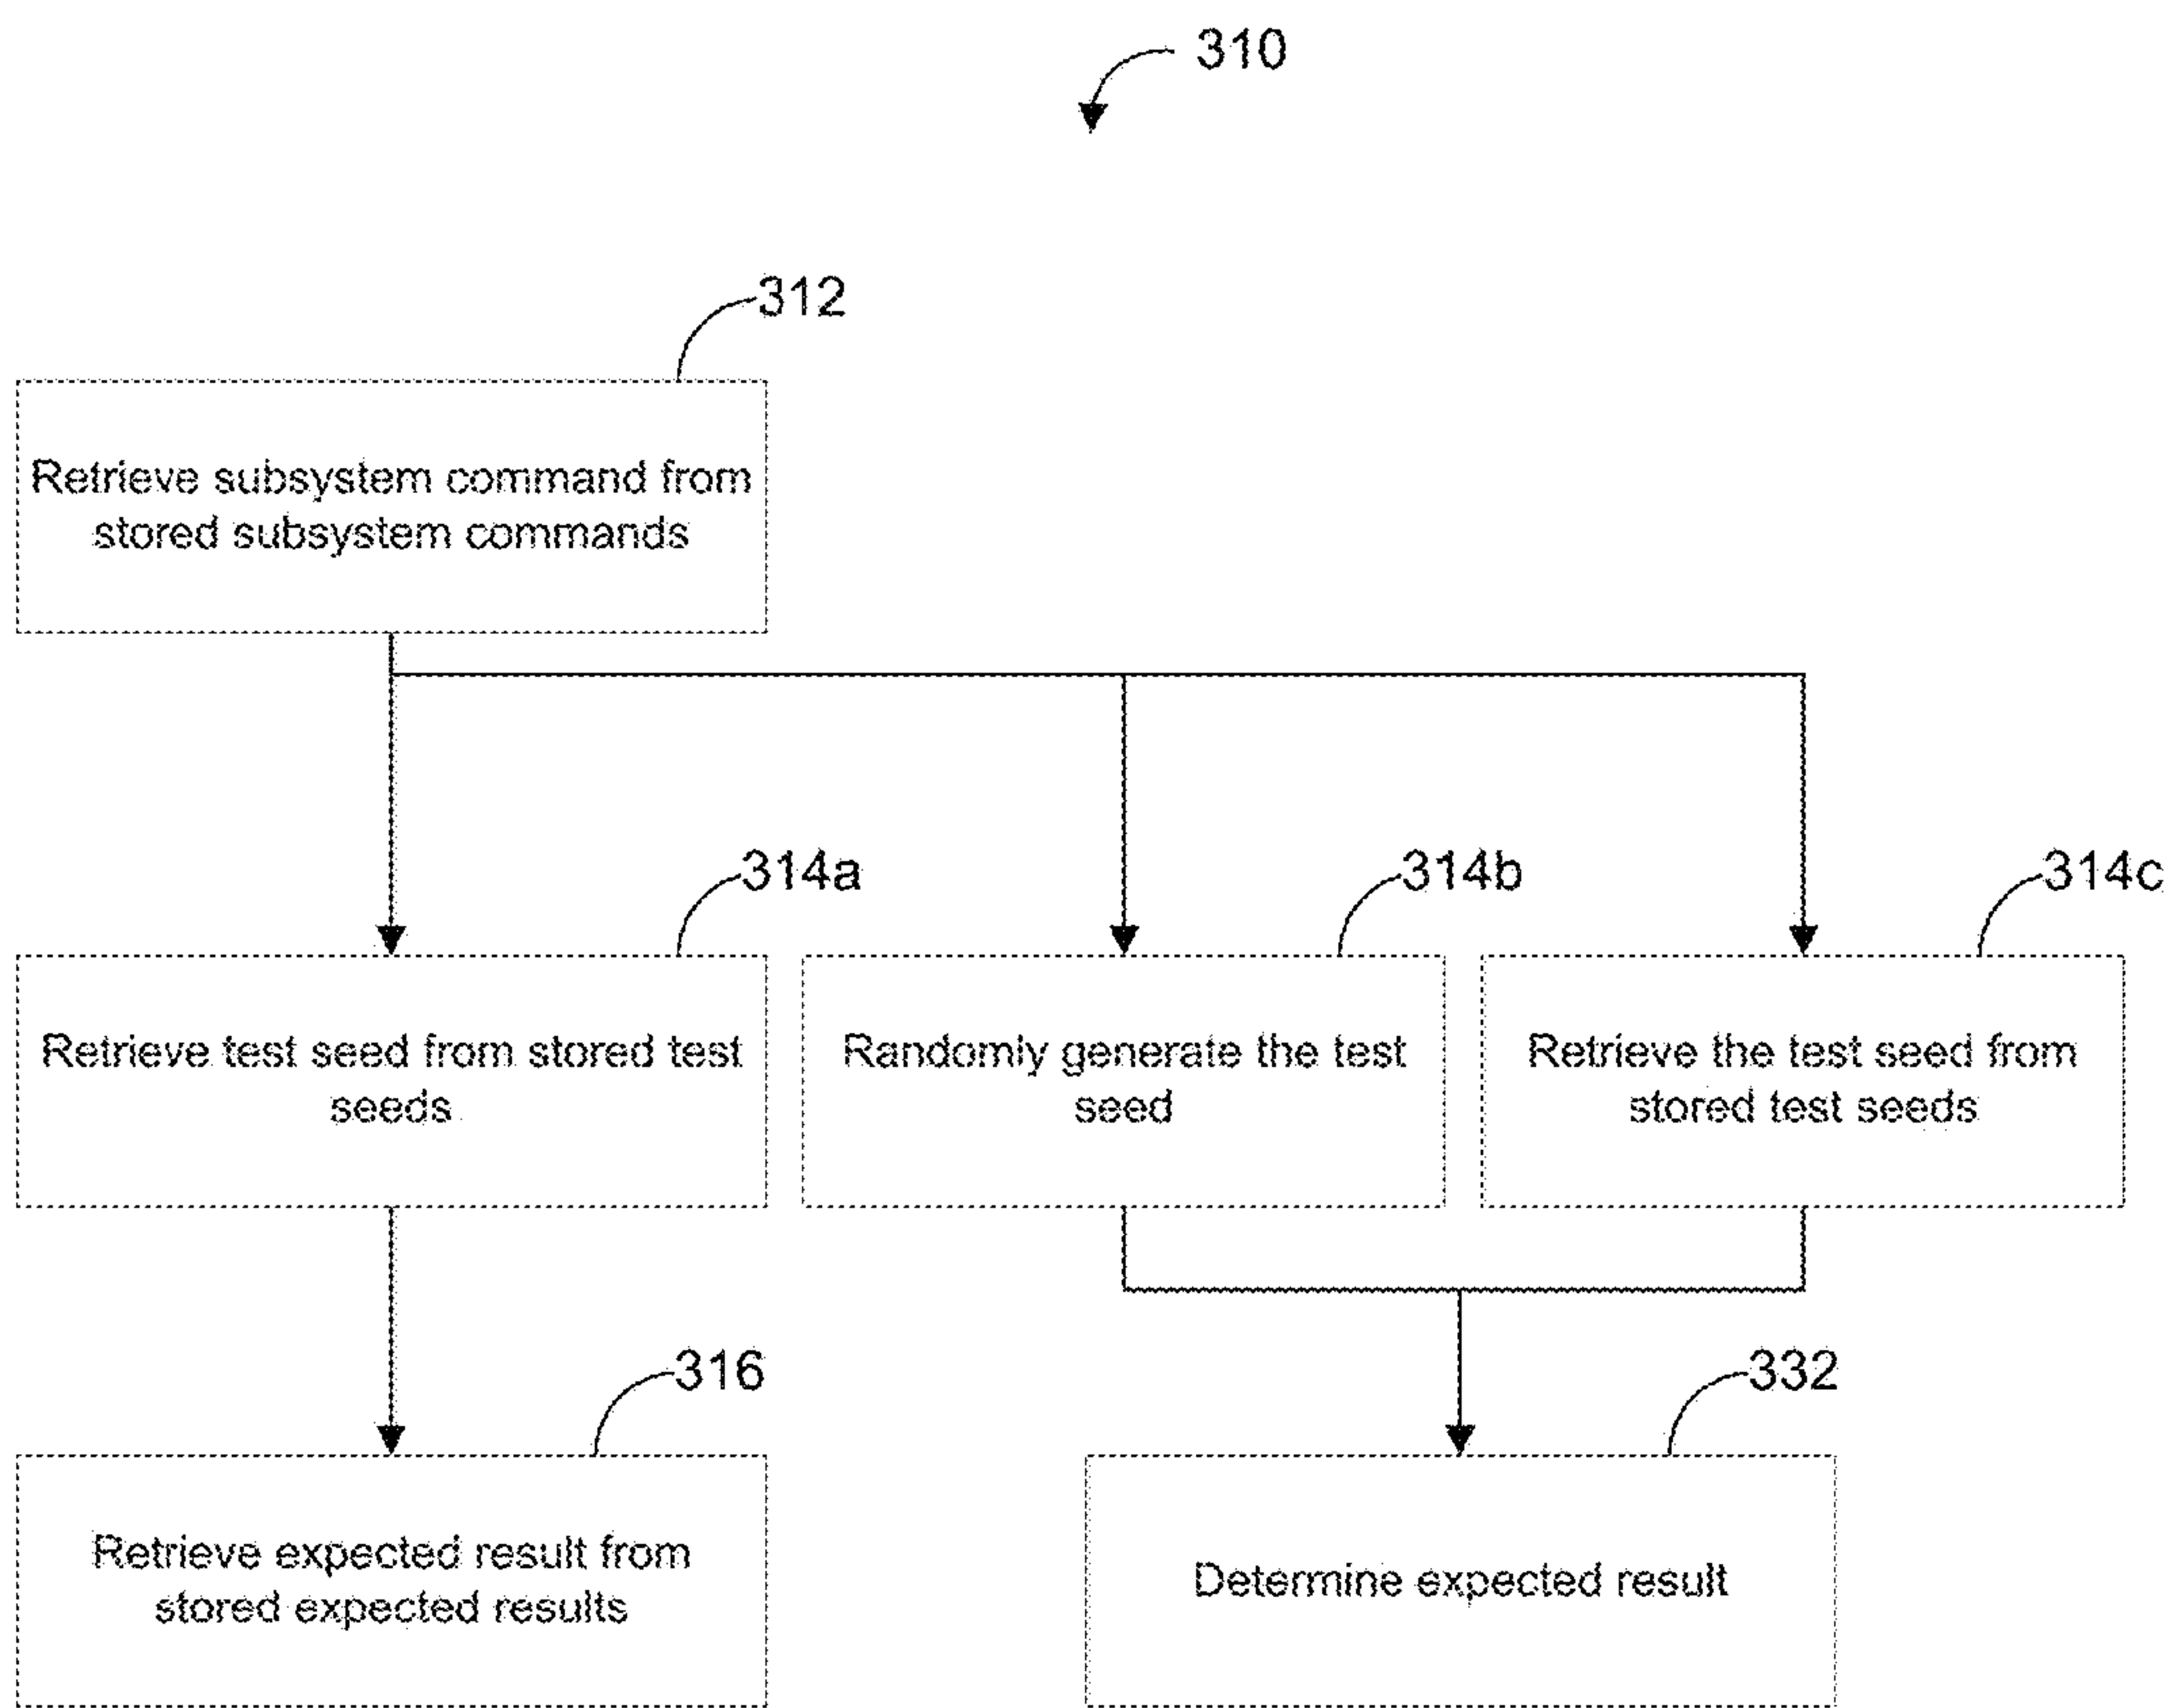 310
312
Retrieve subsystem command from
stored subsystem commands
314a
314b
314c
Retrieve test seed from stored test
seeds
Randomly generate the test
seed
Retrieve the test seed from
stored test seeds
316
332
Retrieve expected result from
stored expected results
Determine expected result